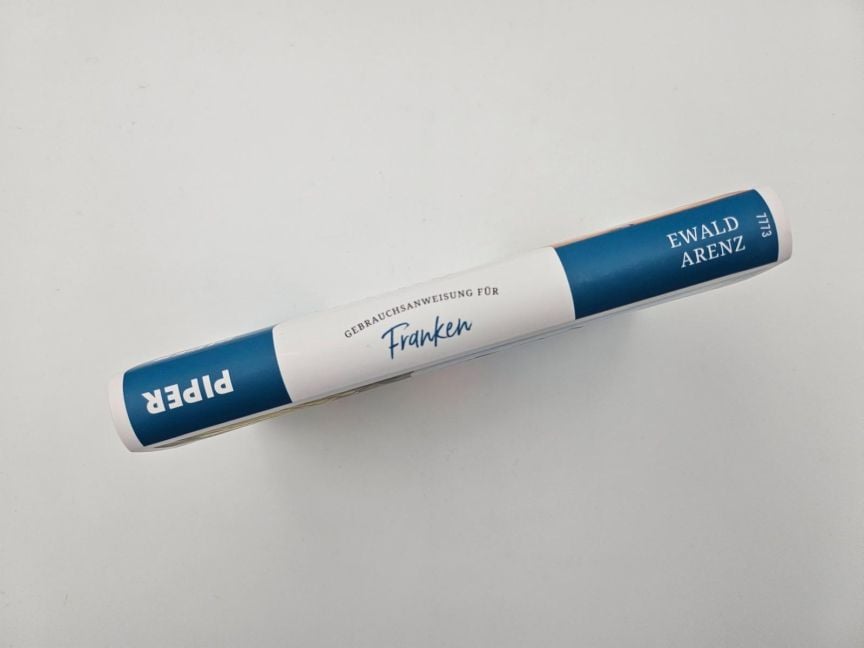 PIPER
GEBRAUCHSANWEISUNG FÜR
Franken
EWALD
ARENZ
7773